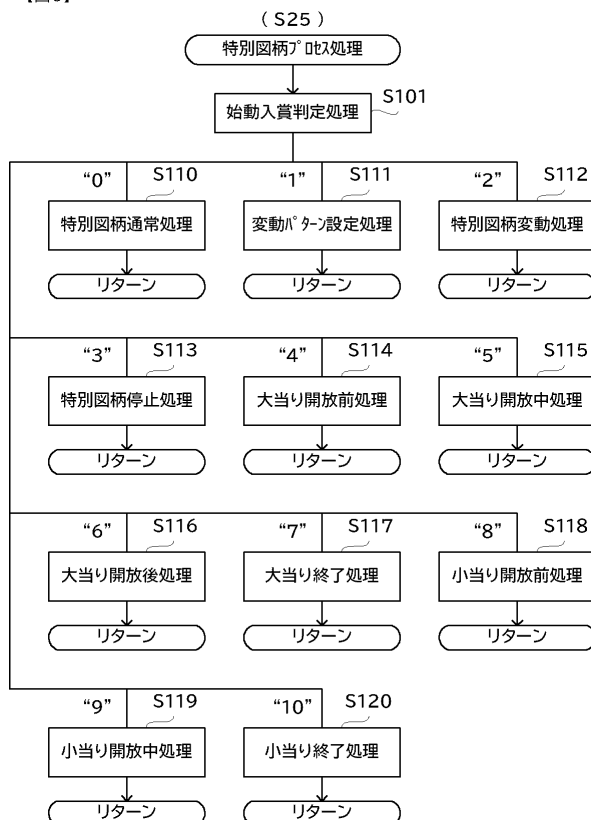 (S25)
特別図柄プロセス処理
S101
始動入賞判定処理
“0” S110 “1” S111 “2” S112
特別図柄通常処理 変動パターン設定処理 特別図柄変動処理
リターン リターン リターン
“3” S113 “4” S114 “5” S115
特別図柄停止処理 大当り開放前処理 大当り開放中処理
リターン リターン リターン
“6” S116 “7” S117 “8” S118
大当り開放後処理 大当り終了処理 小当り開放前処理
リターン リターン リターン
“9” S119 “10” S120
小当り開放中処理 小当り終了処理
リターン リターン